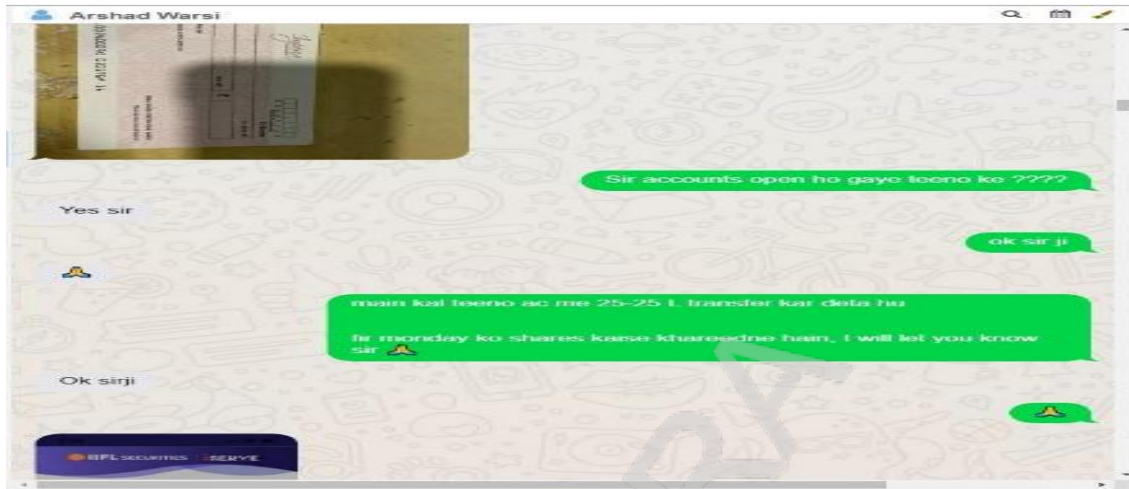 Arshad Warsi
Sir accounts open ho gaye teeno ke ????
Yes sir
ok sir ji
main kal teeno ac me 25-25 L transfer kar deta hu
fir monday ko shares kaise khareedne hain, I will let you know
sir
Ok sirji
IIFL SECURITIES